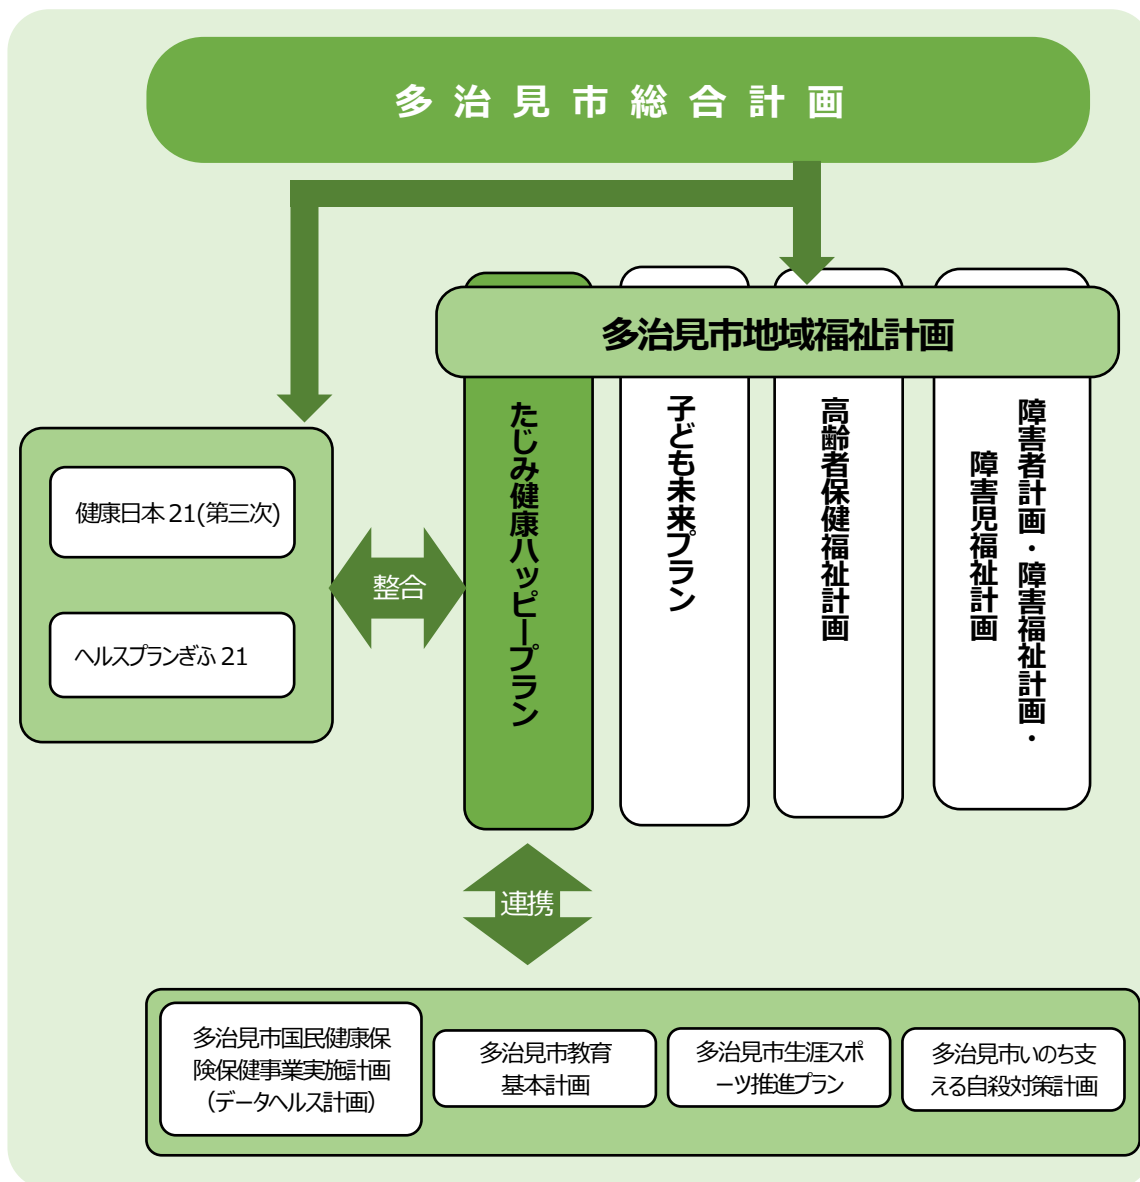 多治見市総合計画
多治見市地域福祉計画
たじみ健康ハッピープラン
子ども未来プラン
高齢者保健福祉計画
障害者計画・障害福祉計画・
障害児福祉計画
健康日本21(第三次)
ヘルスプランぎふ21
整合
連携
多治見市国民健康保
険保健事業実施計画
(データヘルス計画)
多治見市教育
基本計画
多治見市生涯スポ
ーツ推進プラン
多治見市いのち支
える自殺対策計画